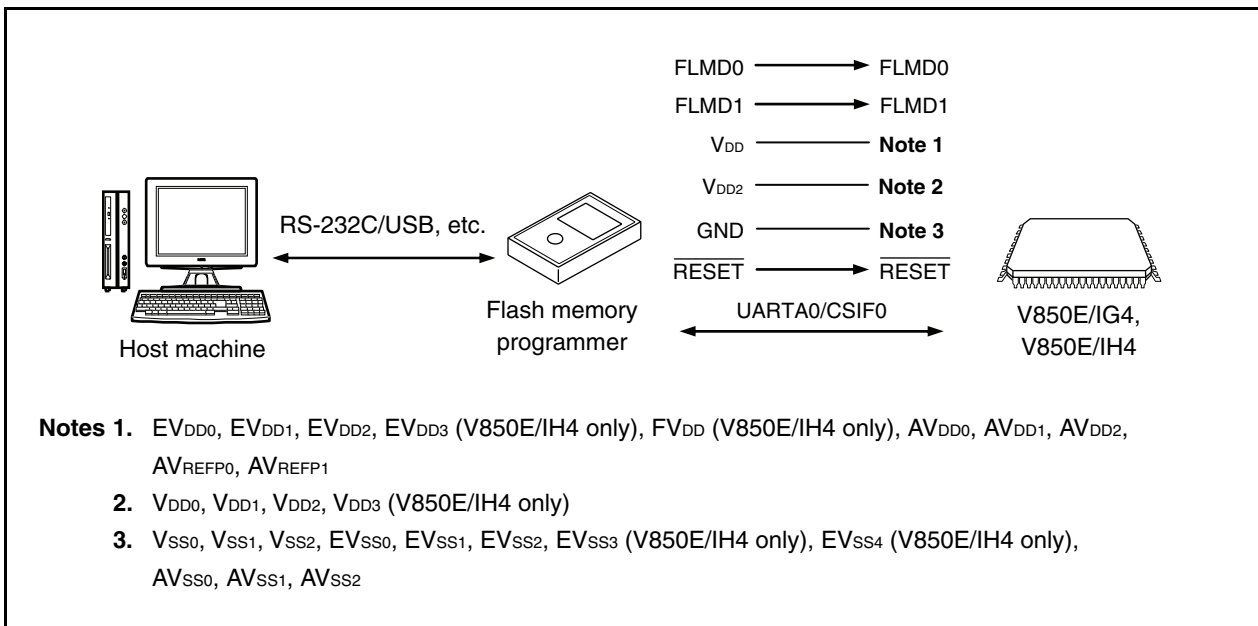 FLMD0 FLMD0
FLMD1 FLMD1
VDD Note 1
VDD2 Note 2
RS-232C/USB, etc.
GND Note 3
RESET RESET
Flash memory
programmer
UARTA0/CSIF0
V850E/IG4,
V850E/IH4
Host machine
Notes 1. EVDD0, EVDD1, EVDD2, EVDD3 (V850E/IH4 only), FVDD (V850E/IH4 only), AVDD0, AVDD1, AVDD2,
AVREFP0, AVREFP1
2. VDD0, VDD1, VDD2, VDD3 (V850E/IH4 only)
3. VSS0, VSS1, VSS2, EVSS0, EVSS1, EVSS2, EVSS3 (V850E/IH4 only), EVSS4 (V850E/IH4 only),
AVSS0, AVSS1, AVSS2